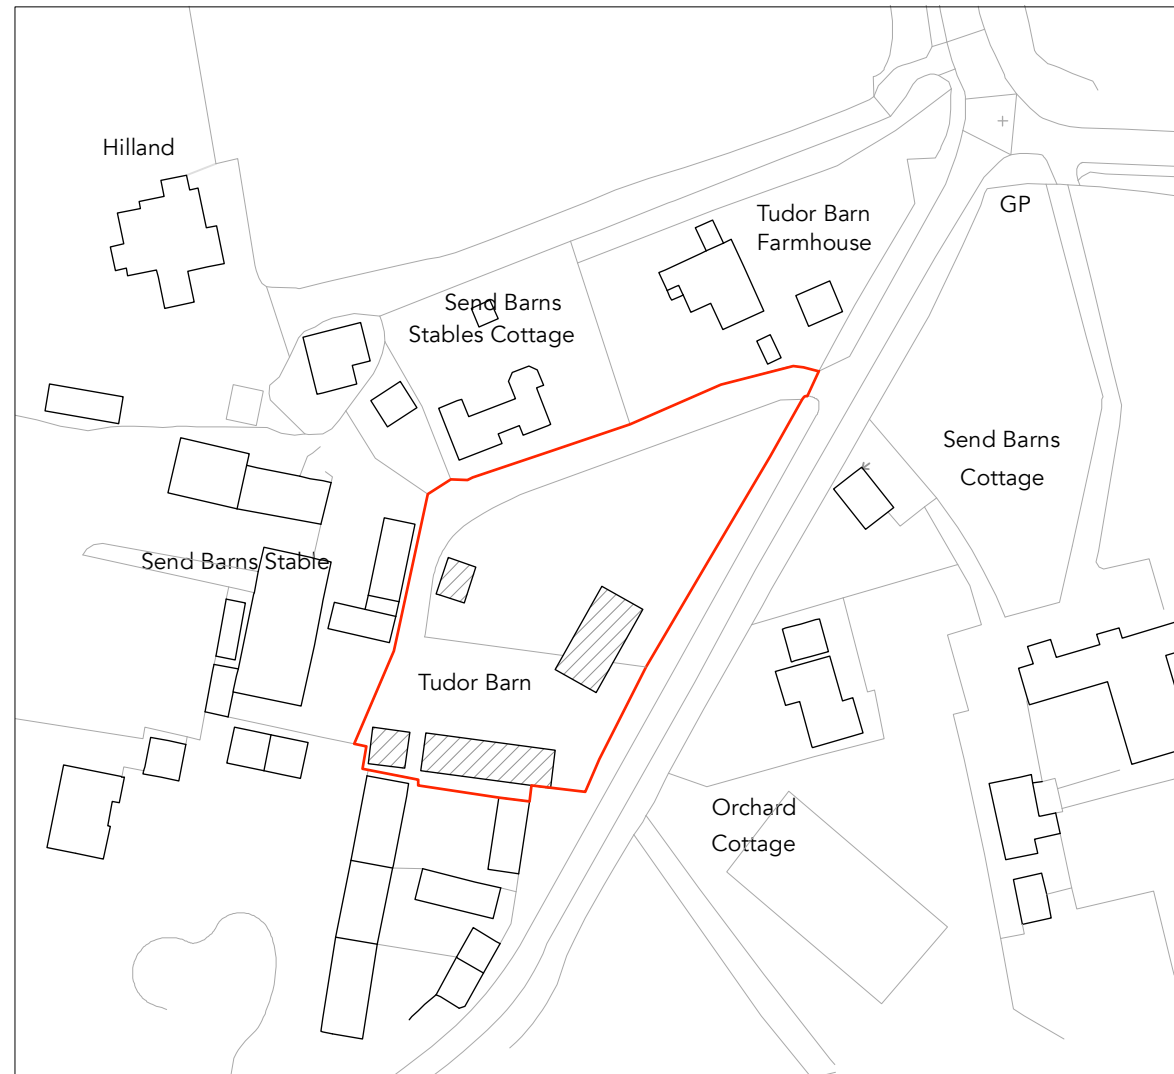 Hilland
Tudor Barn
Farmhouse
GP
Send Barns
Stables Cottage
Send Barns
Cottage
Send Barns Stable
Tudor Barn
Orchard
Cottage